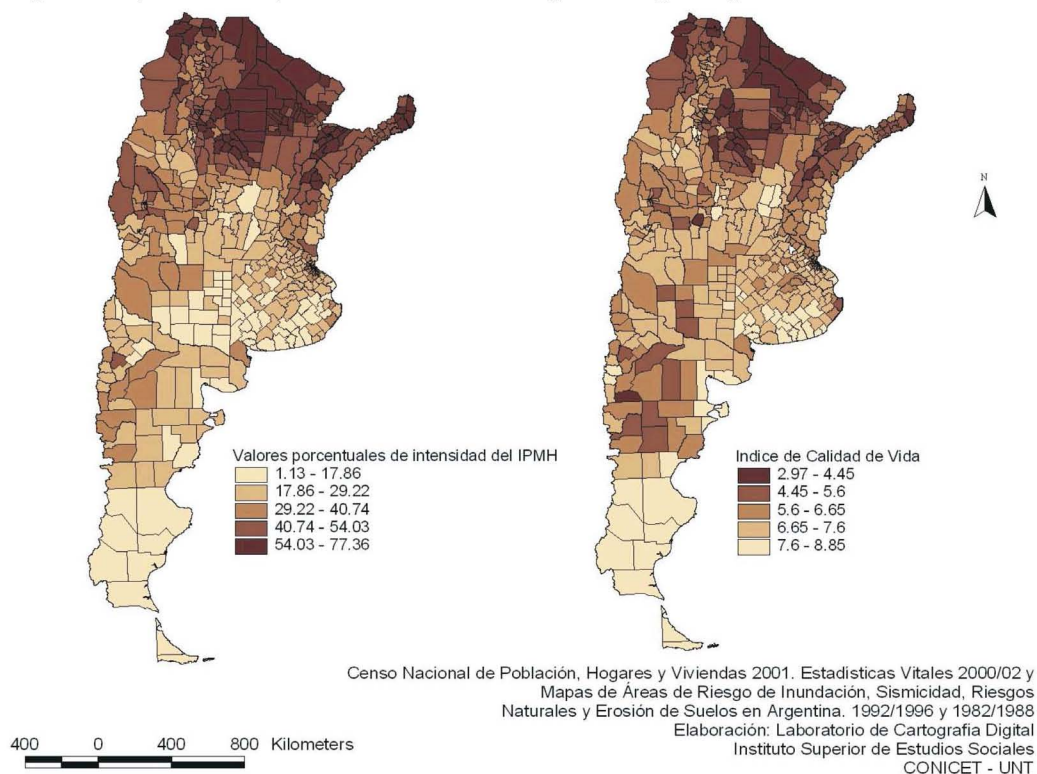 N
Valores porcentuales de intensidad del IPMH
1.13 - 17.86
17.86 - 29.22
29.22 - 40.74
40.74 - 54.03
54.03 - 77.36
Indice de Calidad de Vida
2.97 - 4.45
4.45 - 5.6
5.6 - 6.65
6.65 - 7.6
7.6 - 8.85
Censo Nacional de Población, Hogares y Viviendas 2001. Estadisticas Vitales 2000/02 y
Mapas de Áreas de Riesgo de Inundación, Sismicidad, Riesgos
Naturales y Erosión de Suelos en Argentina. 1992/1996 y 1982/1988
Elaboración: Laboratorio de Cartografia Digital
Instituto Superior de Estudios Sociales
CONICET - UNT
400 0 400 800 Kilometers